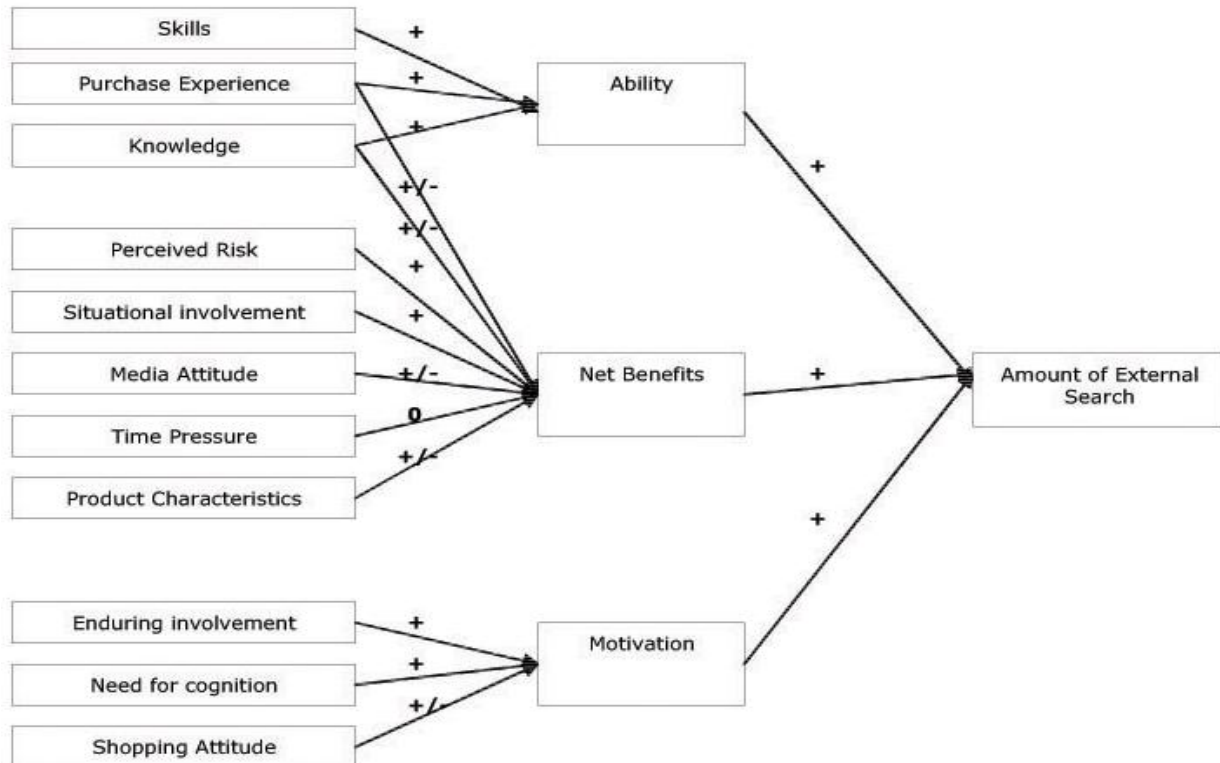 Skills
+
Purchase Experience
+
Ability
Knowledge
+
+
+/-
+/-
Perceived Risk
+
Situational involvement
+
Media Attitude
+/-
Net Benefits
+
Amount of External
Search
0
Time Pressure
+/-
Product Characteristics
+
Enduring involvement
+
Motivation
Need for cognition
+
+/-
Shopping Attitude